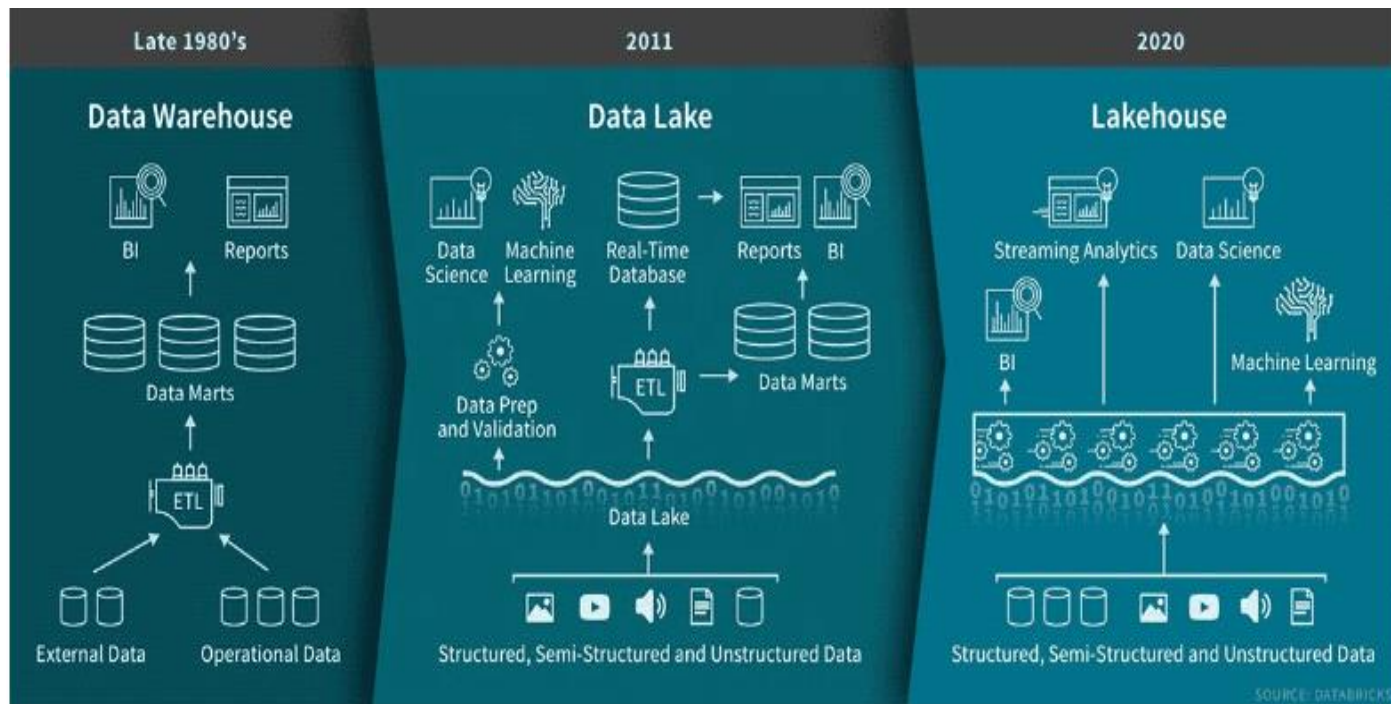 Late 1980's
Data Warehouse
BI
Reports
Data Marts
ETL
External Data
Operational Data
2011
Data Lake
Data
Science
Machine
Learning
Real-Time
Database
Reports
BI
Data Prep
and Validation
ETL
Data Marts
Data Lake
Structured, Semi-Structured and Unstructured Data
2020
Lakehouse
Streaming Analytics
Data Science
BI
Machine Learning
Structured, Semi-Structured and Unstructured Data
SOURCE: DATABRICKS